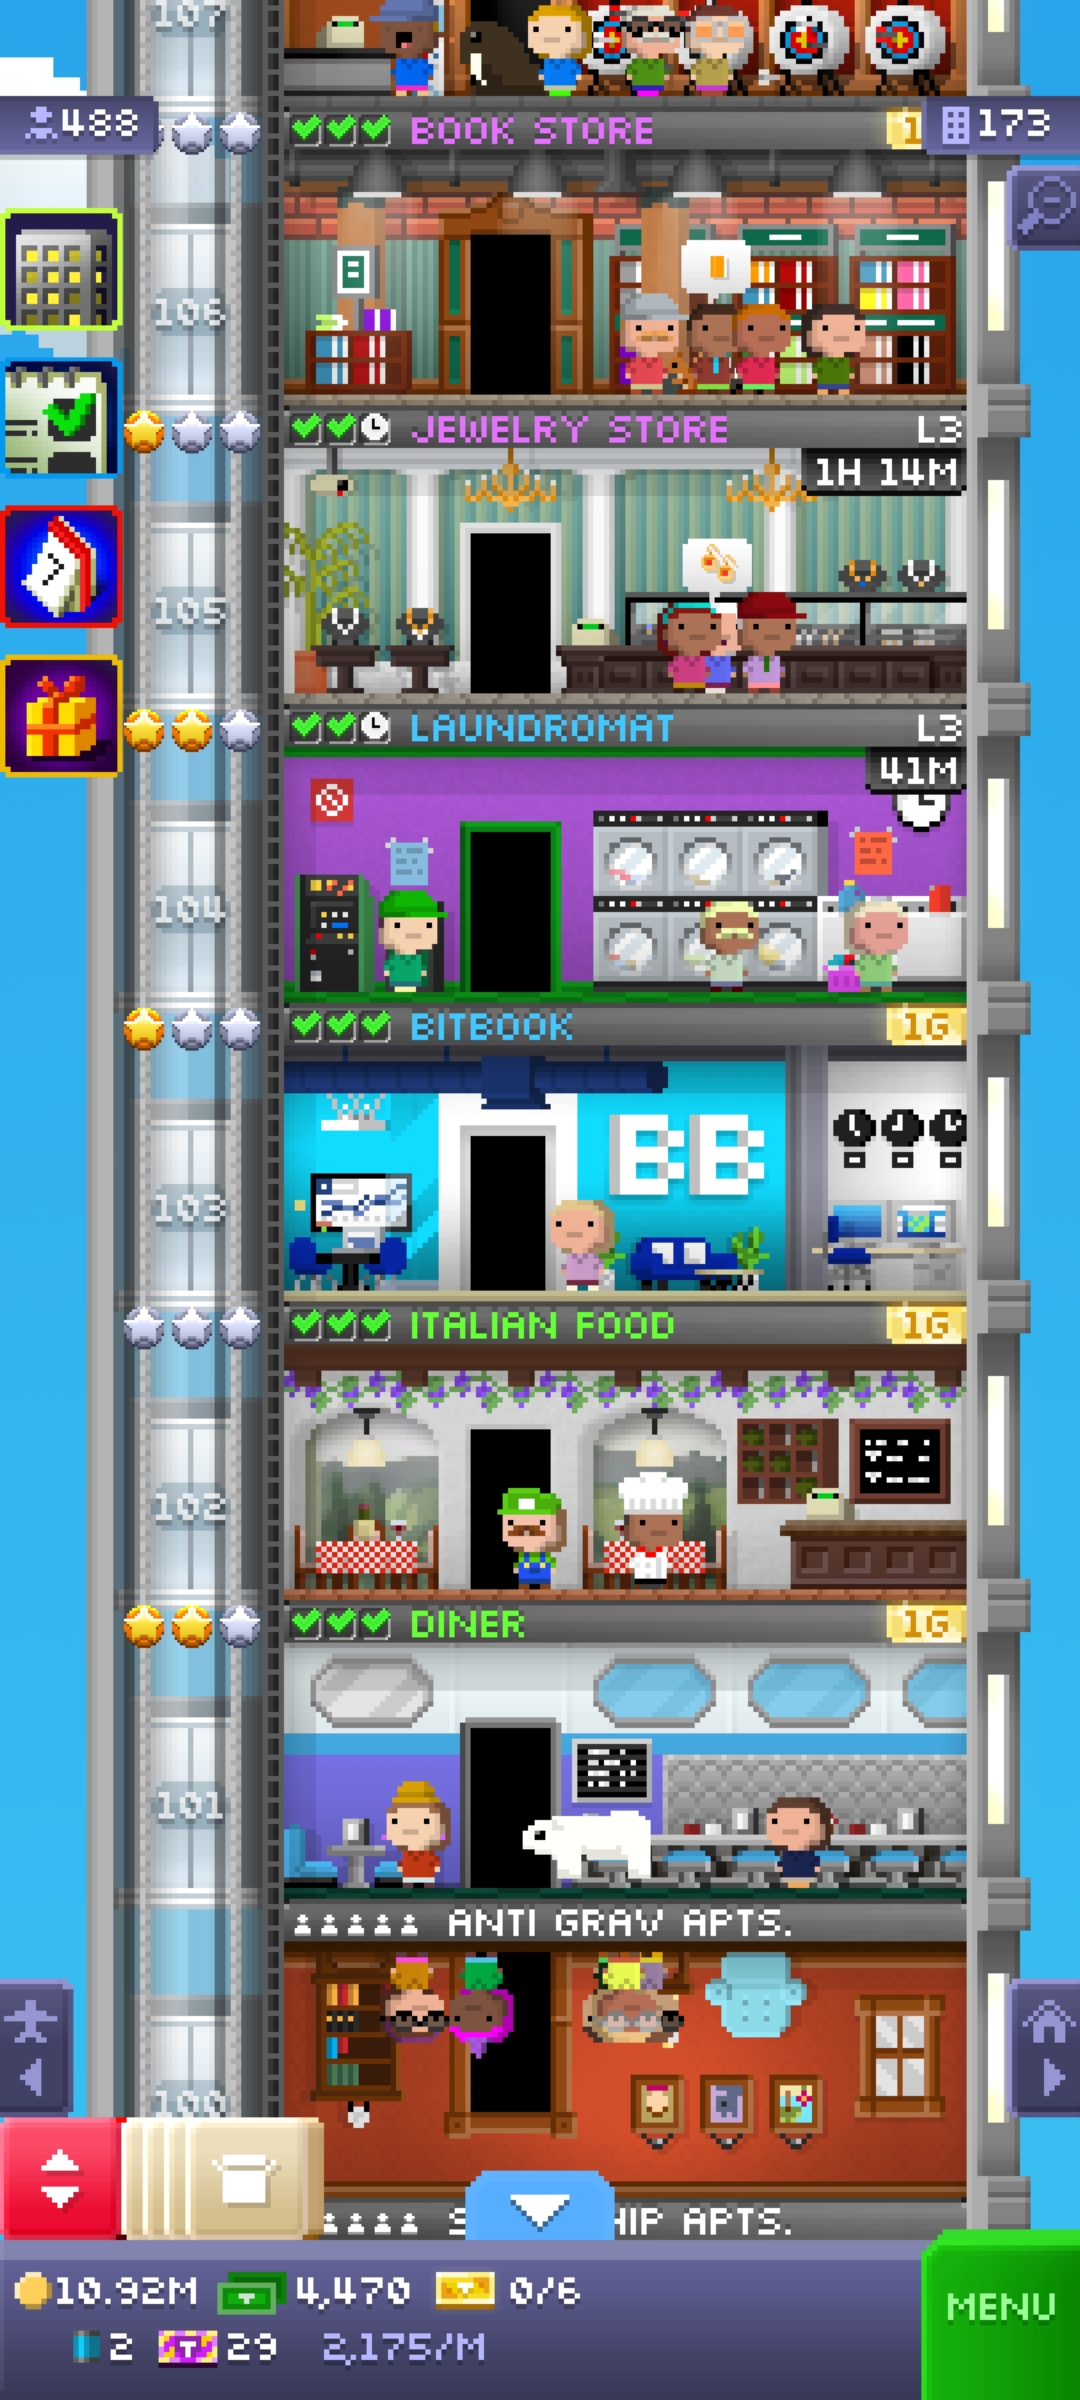 107
488
BOOK STORE
1
173
106
JEWELRY STORE
L3
1H 14M
105
LAUNDROMAT
L3
41M
104
BITBOOK
1G
BB
103
ITALIAN FOOD
1G
102
DINER
1G
101
ANTI GRAV APTS.
100
HIP APTS.
10.92M
4,470
0/6
MENU
2
29
2,175/M